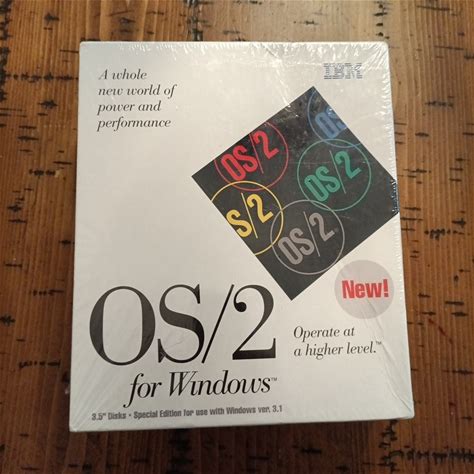 A whole
new world of
power and
performance
IBM
OS/2
OS/2
OS/2
S/2
OS/2
New!
OS/2
for Windows™
Operate at
a higher level.™
3.5" Disks • Special Edition for use with Windows ver. 3.1